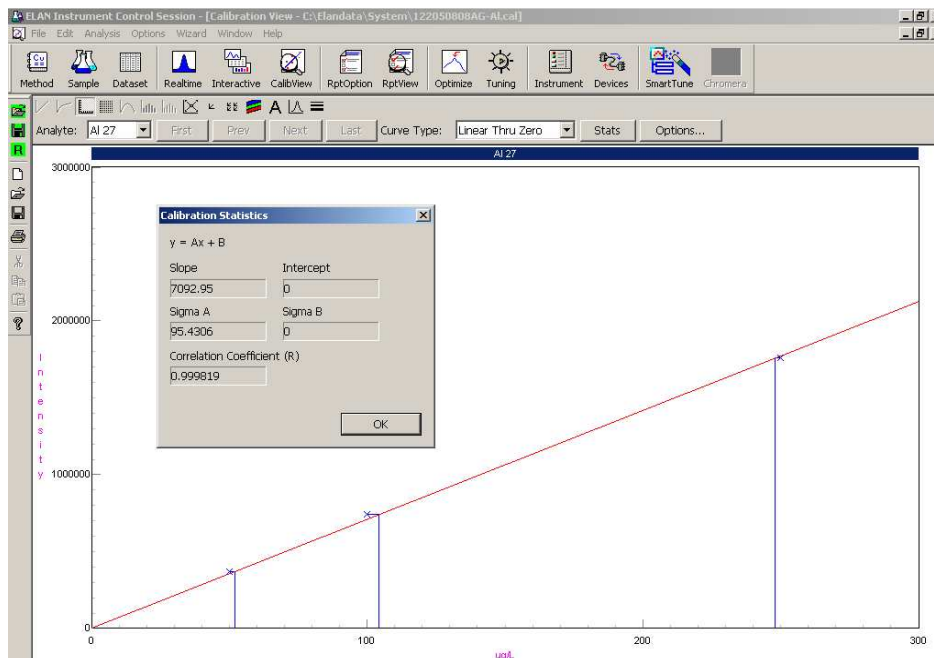 ELAN Instrument Control Session - [Calibration View - C:\Elandata\System\122050808AG-Al.cal]
File Edit Analysis Options Wizard Window Help
Method Sample Dataset Realtime Interactive CalibView RptOption RptView Optimize Tuning Instrument Devices SmartTune Chromera
Analyte: Al 27 First Prev Next Last Curve Type: Linear Thru Zero Stats Options...
Al 27
3000000
Calibration Statistics
y = Ax + B
Slope Intercept
7092.95 0
Sigma A Sigma B
95.4306 0
Correlation Coefficient (R)
0.999819
OK
2000000
Intensity
1000000
0
0 100 200 300
ug/L